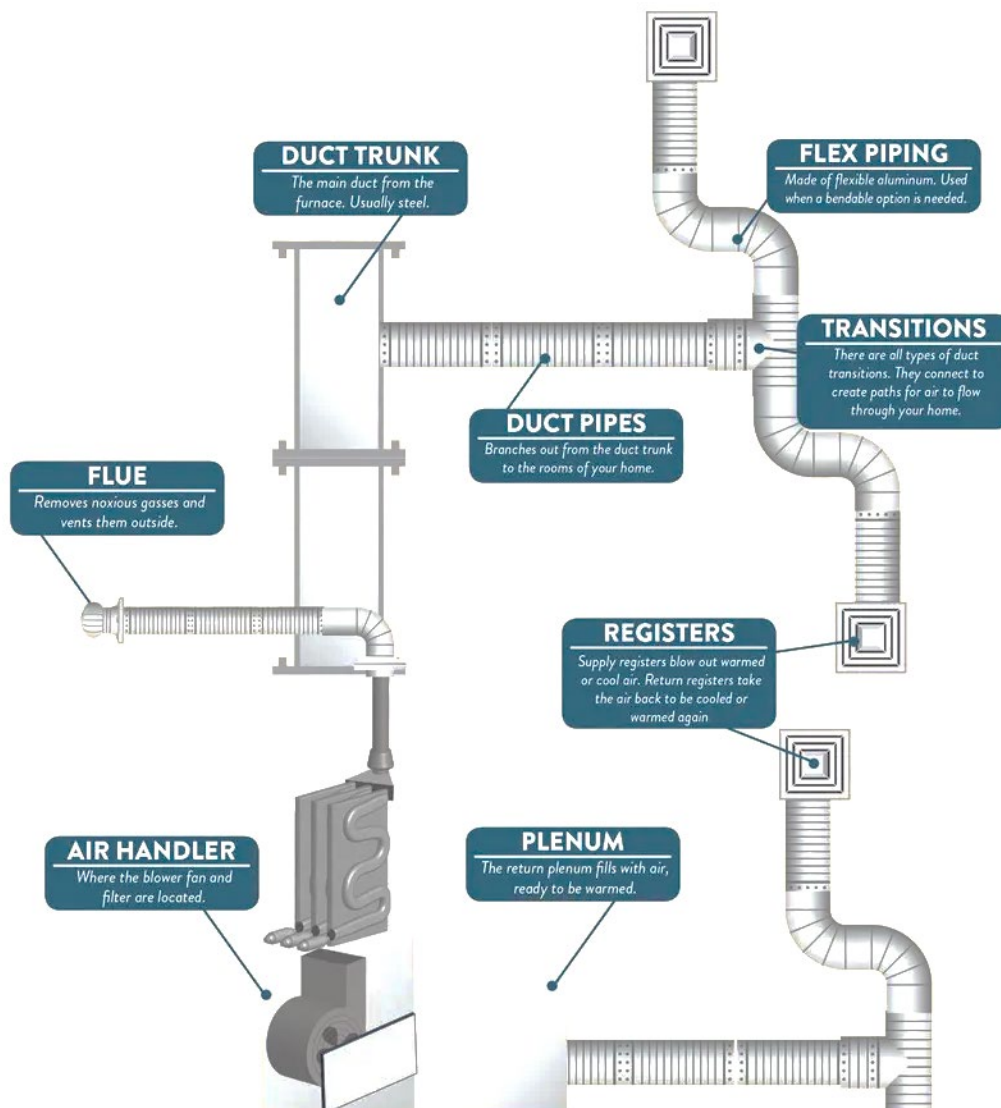 DUCT TRUNK
The main duct from the
furnace. Usually steel.
FLEX PIPING
Made of flexible aluminum. Used
when a bendable option is needed.
TRANSITIONS
There are all types of duct
transitions. They connect to
create paths for air to flow
through your home.
DUCT PIPES
Branches out from the duct trunk
to the rooms of your home.
FLUE
Removes noxious gasses and
vents them outside.
REGISTERS
Supply registers blow out warmed
or cool air. Return registers take
the air back to be cooled or
warmed again
AIR HANDLER
Where the blower fan and
filter are located.
PLENUM
The return plenum fills with air,
ready to be warmed.